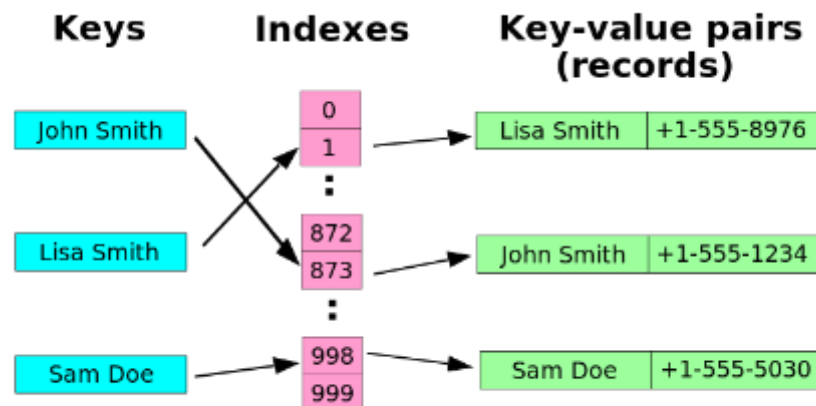 Keys
Indexes
Key-value pairs
(records)
John Smith
Lisa Smith
Sam Doe
0
1
:
872
873
:
998
999
Lisa Smith +1-555-8976
John Smith +1-555-1234
Sam Doe +1-555-5030